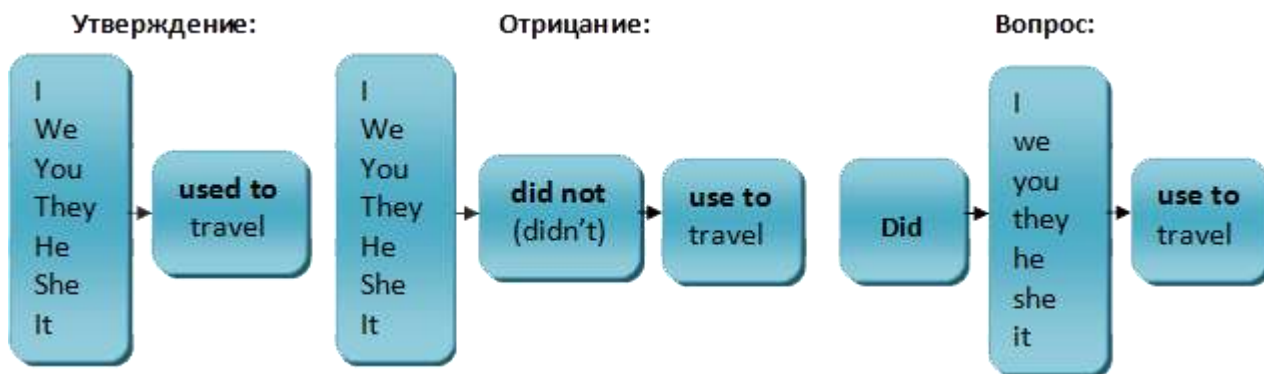 Утверждение:
I
We
You
They
He
She
It
used to
travel
Отрицание:
I
We
You
They
He
She
It
did not
(didn't)
use to
travel
Вопрос:
Did
I
we
you
they
he
she
it
use to
travel